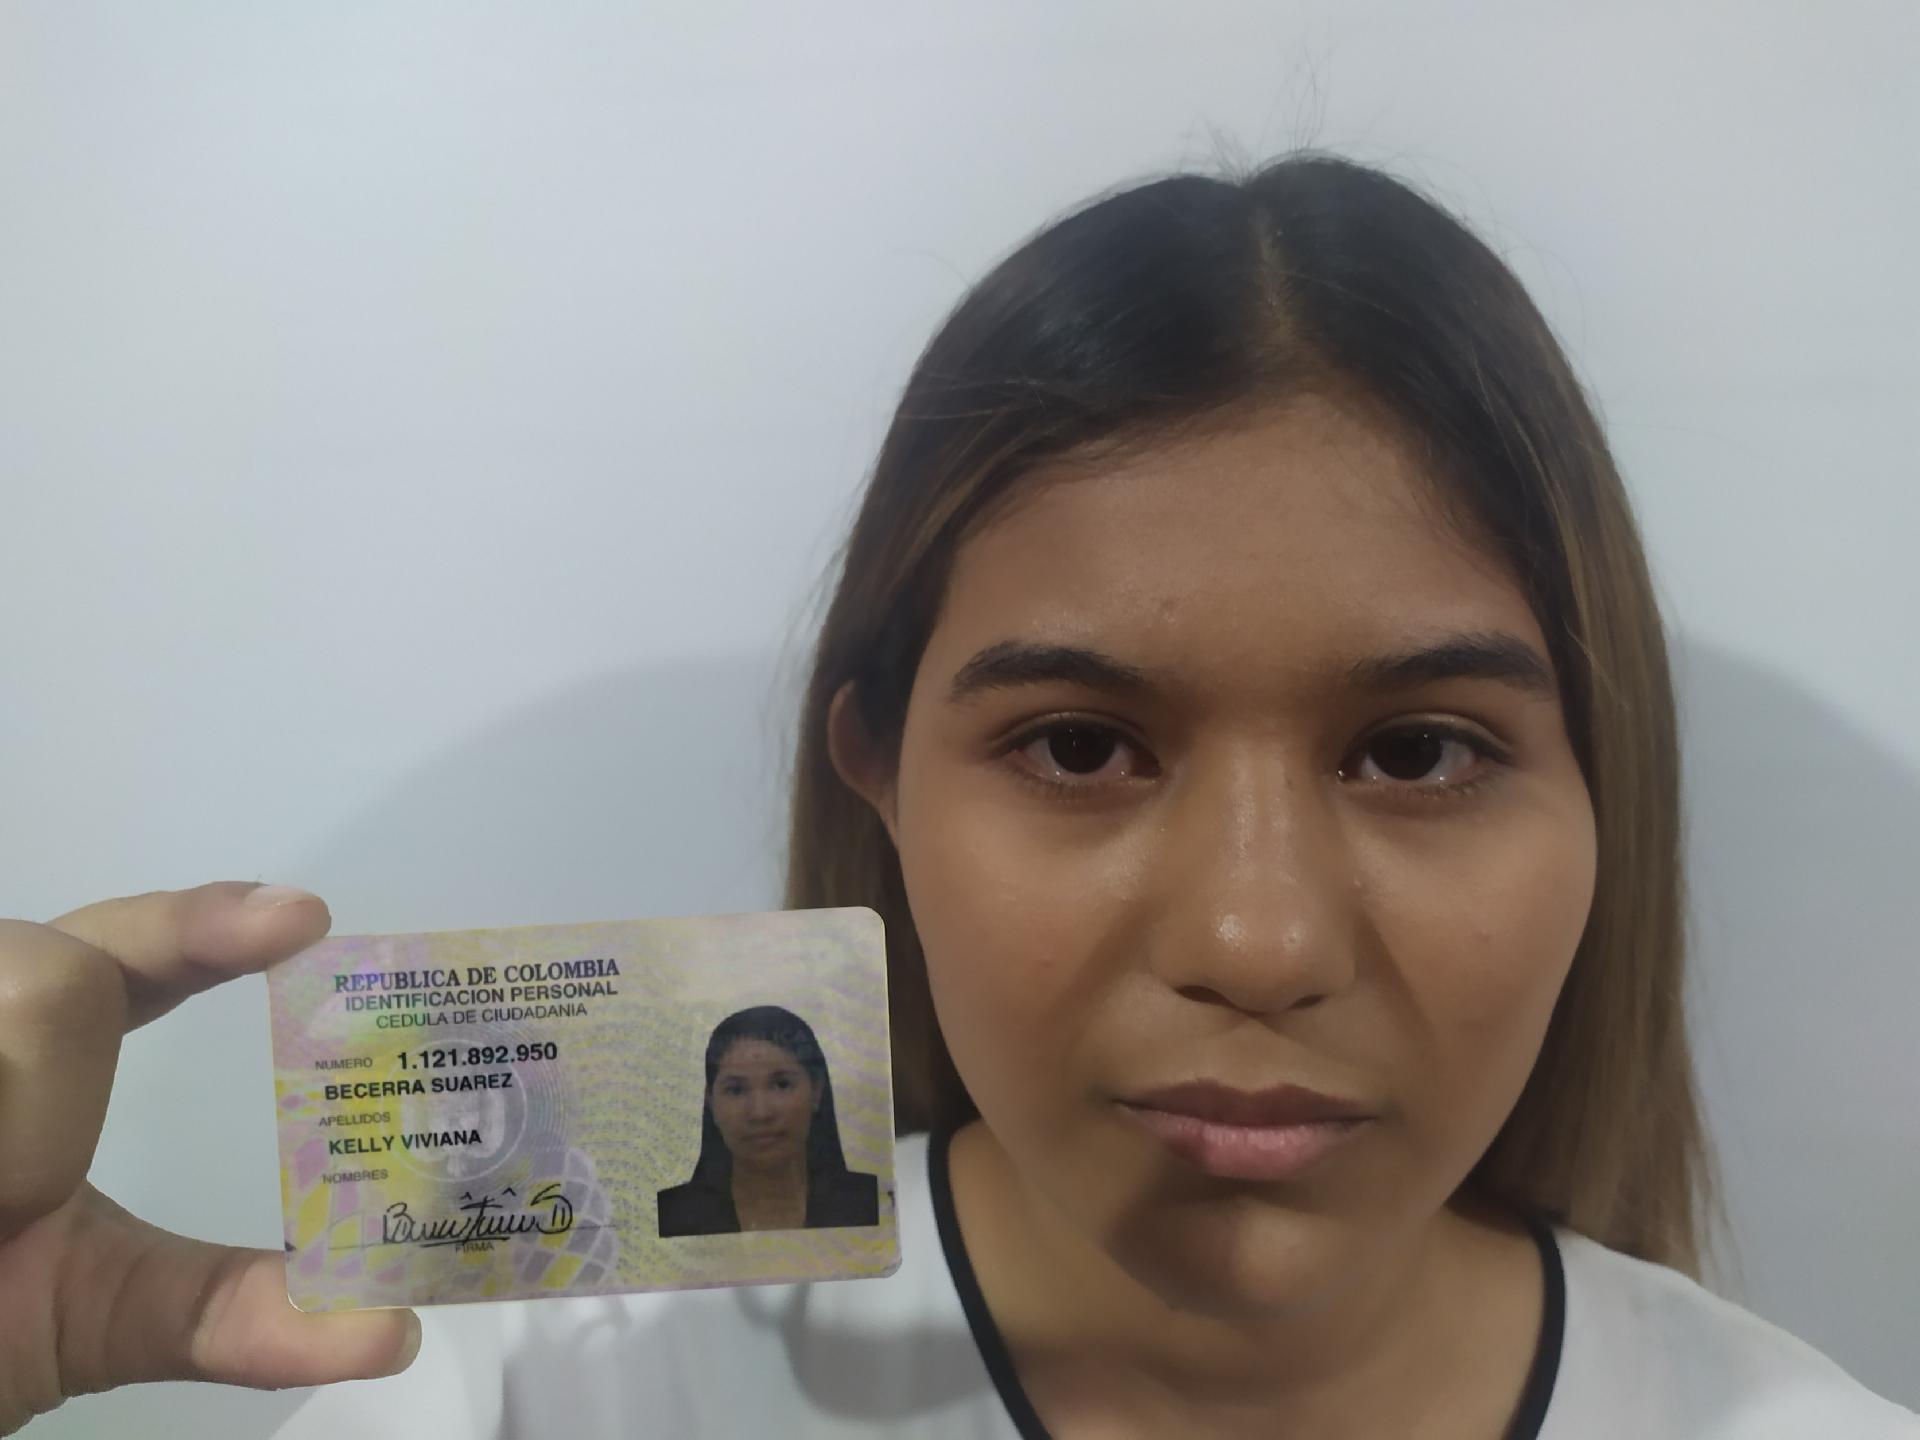 REPUBLICA DE COLOMBIA
IDENTIFICACION PERSONAL
CEDULA DE CIUDADANIA
NUMERO 1.121.892.950
BECERRA SUAREZ
APELLIDOS
KELLY VIVIANA
NOMBRES
FIRMA